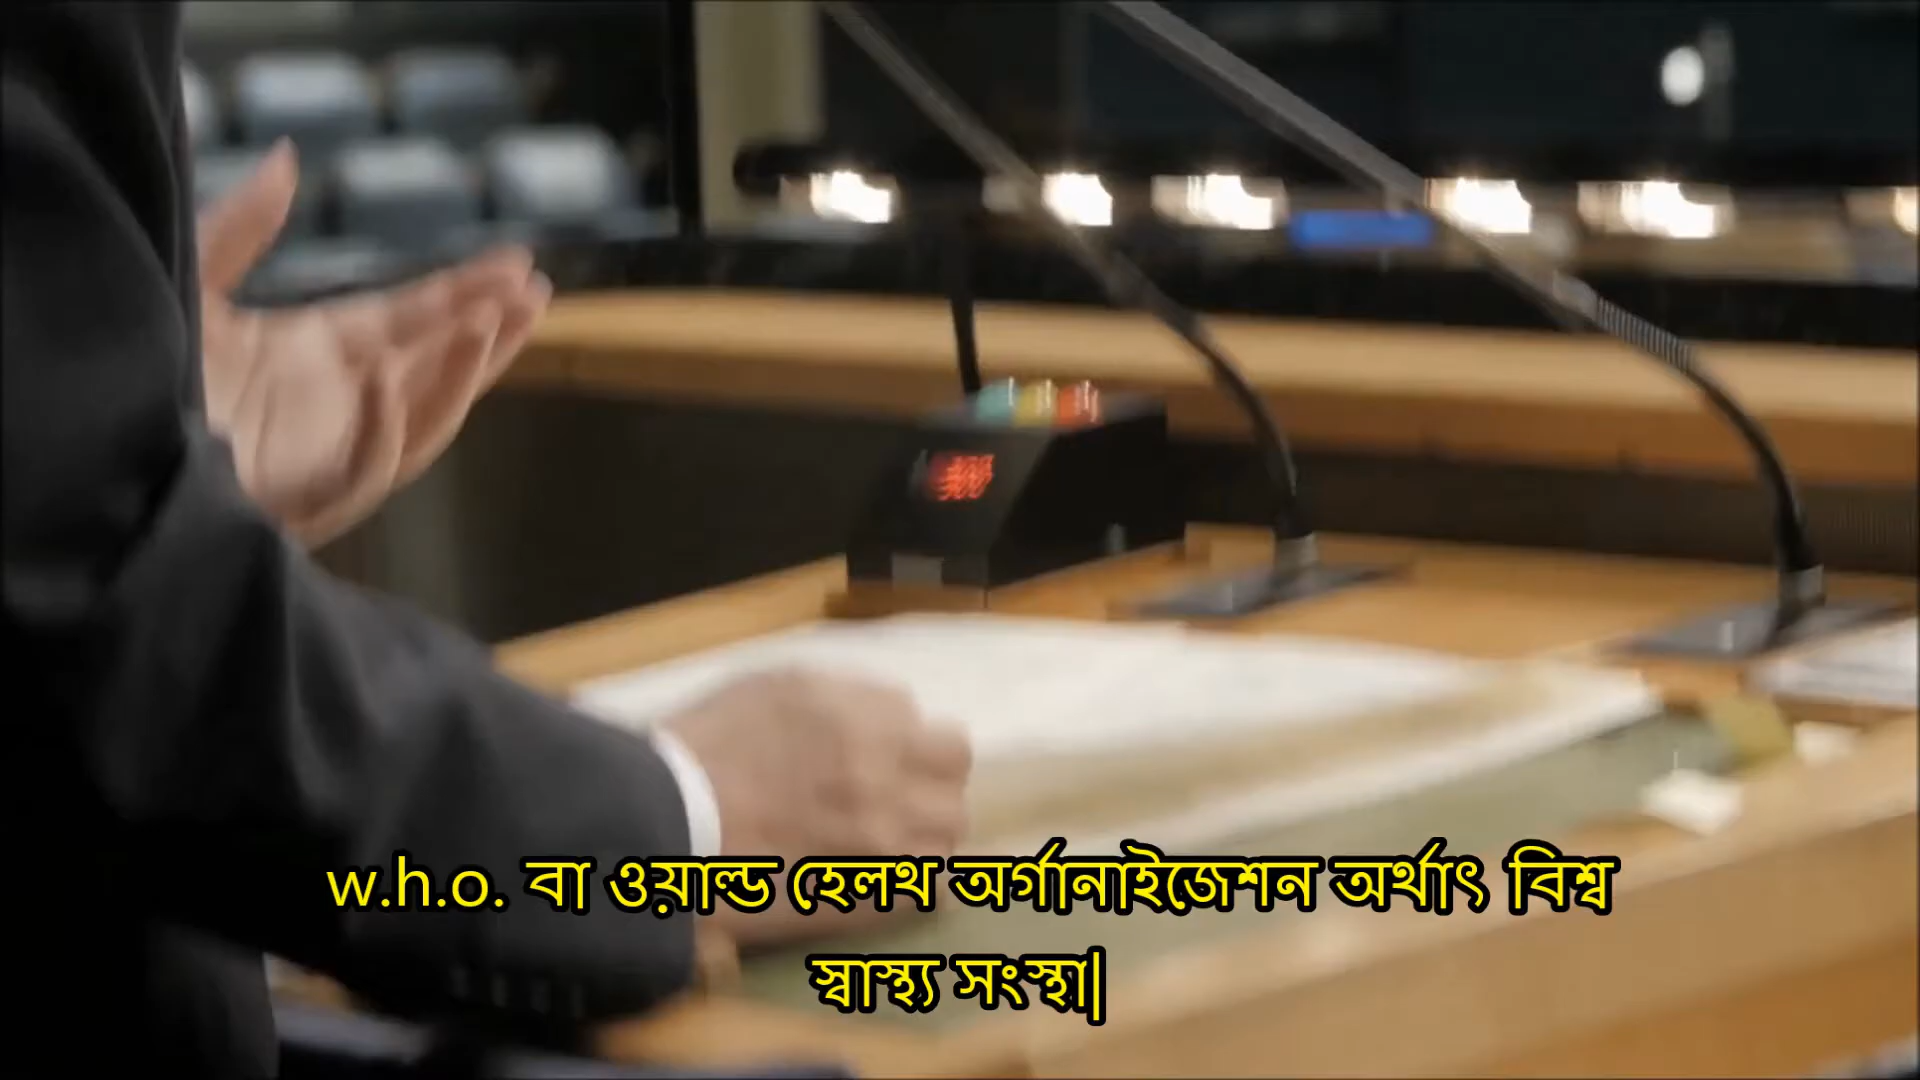 w.h.o. বা ওয়াল্ড হেলথ অর্গানাইজেশন অর্থাৎ বিশ্ব
স্বাস্থ্য সংস্থা|